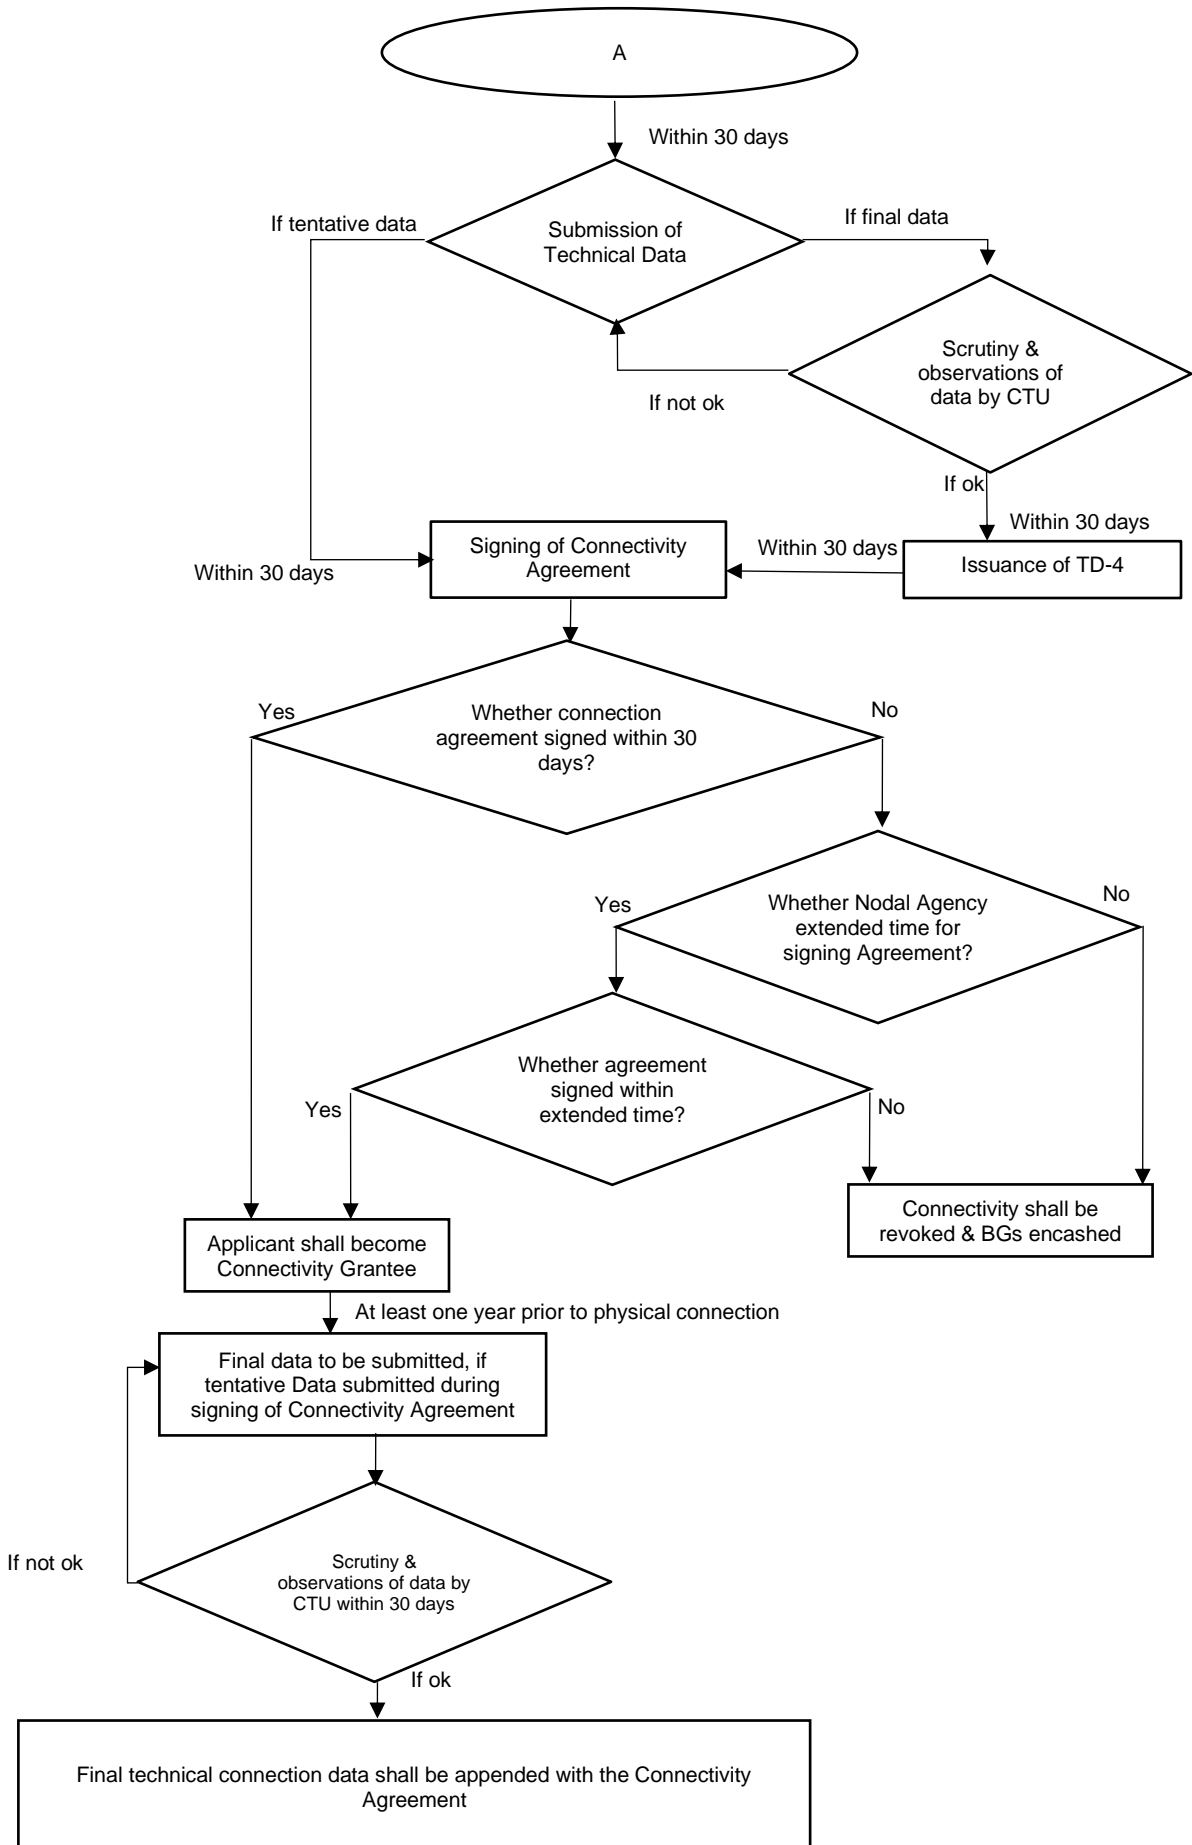 A
Within 30 days
If tentative data
Submission of
Technical Data
If final data
Scrutiny &
observations of
data by CTU
If not ok
If ok
Within 30 days
Signing of Connectivity
Agreement
Within 30 days
Issuance of TD-4
Within 30 days
Yes
Whether connection
agreement signed within 30
days?
No
Whether Nodal Agency
extended time for
signing Agreement?
Yes
No
Whether agreement
signed within
extended time?
Yes
No
Connectivity shall be
revoked & BGs encashed
Applicant shall become
Connectivity Grantee
At least one year prior to physical connection
Final data to be submitted, if
tentative Data submitted during
signing of Connectivity Agreement
If not ok
Scrutiny &
observations of data by
CTU within 30 days
If ok
Final technical connection data shall be appended with the Connectivity
Agreement